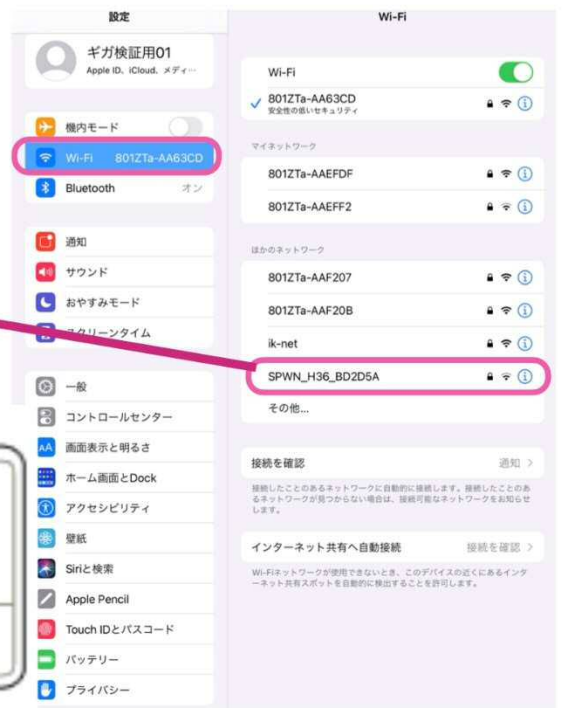 設定
ギガ検証用01
Apple ID、iCloud、メディ…
機内モード
Wi-Fi 801ZTa-AA63CD
Bluetooth オン
通知
サウンド
おやすみモード
スクリーンタイム
一般
コントロールセンター
AA 画面表示と明るさ
ホーム画面とDock
アクセシビリティ
壁紙
Siriと検索
Apple Pencil
Touch IDとパスコード
バッテリー
プライバシー
Wi-Fi
Wi-Fi
801ZTa-AA63CD
安全性の低いセキュリティ
マイネットワーク
801ZTa-AAEFDF
801ZTa-AAEFF2
ほかのネットワーク
801ZTa-AAF207
801ZTa-AAF20B
ik-net
SPWN_H36_BD2D5A
その他...
接続を確認 通知
接続したことのあるネットワークに自動的に接続します。接続したことのあ
るネットワークが見つからない場合は、接続可能なネットワークをお知らせ
します。
インターネット共有へ自動接続 接続を確認
Wi-Fiネットワークが使用できないとき、このデバイスの近くにあるインタ
ーネット共有スポットを自動的に検出することを許可します。